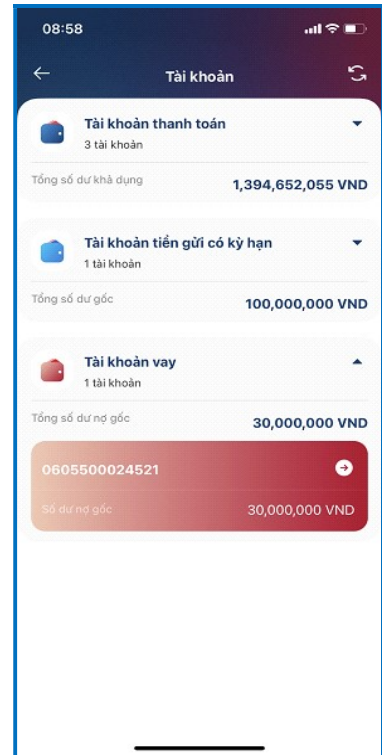 08:58
Tài khoản
Tài khoản thanh toán
3 tài khoản
Tổng số dư khả dụng
1,394,652,055 VND
Tài khoản tiền gửi có kỳ hạn
1 tài khoản
Tổng số dư gốc
100,000,000 VND
Tài khoản vay
1 tài khoản
Tổng số dư nợ gốc
30,000,000 VND
0605500024521
Số dư nợ gốc
30,000,000 VND